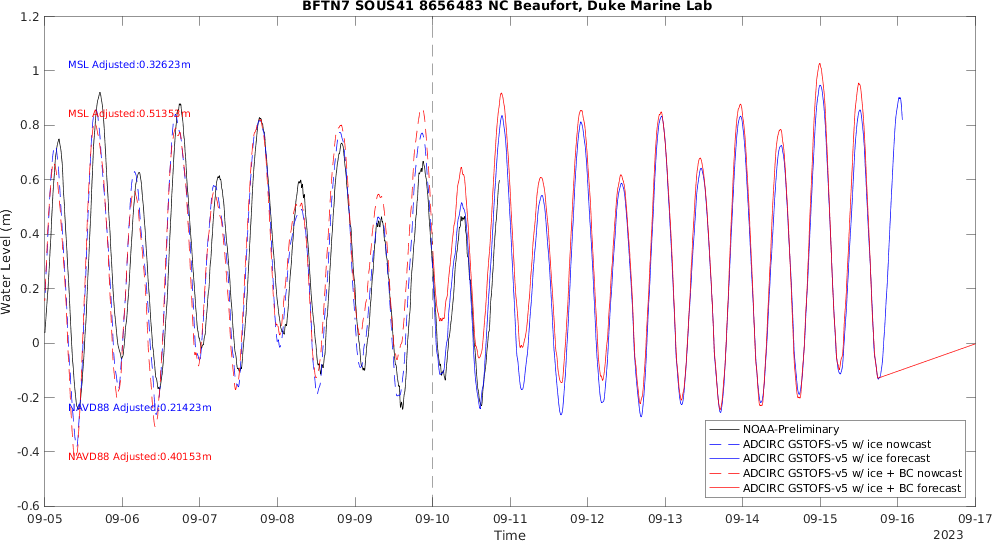 BFTN7 SOUS41 8656483 NC Beaufort, Duke Marine Lab
Water Level (m)
1.2
1
0.8
0.6
0.4
0.2
0
-0.2
-0.4
-0.6
MSL Adjusted:0.32623m
MSL Adjusted:0.51353m
NAVD88 Adjusted:0.21423m
NAVD88 Adjusted:0.40153m
NOAA-Preliminary
ADCIRC GSTOFS-v5 w/ ice nowcast
ADCIRC GSTOFS-v5 w/ ice forecast
ADCIRC GSTOFS-v5 w/ ice + BC nowcast
ADCIRC GSTOFS-v5 w/ ice + BC forecast
09-05 09-06 09-07 09-08 09-09 09-10 09-11 09-12 09-13 09-14 09-15 09-16 09-17
Time
2023